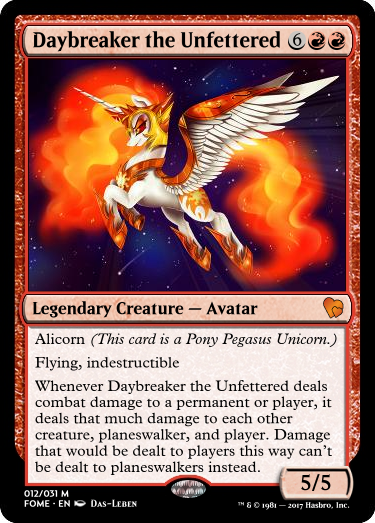 Daybreaker the Unfettered 6
Legendary Creature — Avatar
Alicorn (This card is a Pony Pegasus Unicorn.)
Flying, indestructible
Whenever Daybreaker the Unfettered deals
combat damage to a permanent or player, it
deals that much damage to each other
creature, planeswalker, and player. Damage
that would be dealt to players this way can't
be dealt to planeswalkers instead.
5/5
012/031 M
FOME • EN Das-Leben
™ & © 1981 — 2017 Hasbro, Inc.